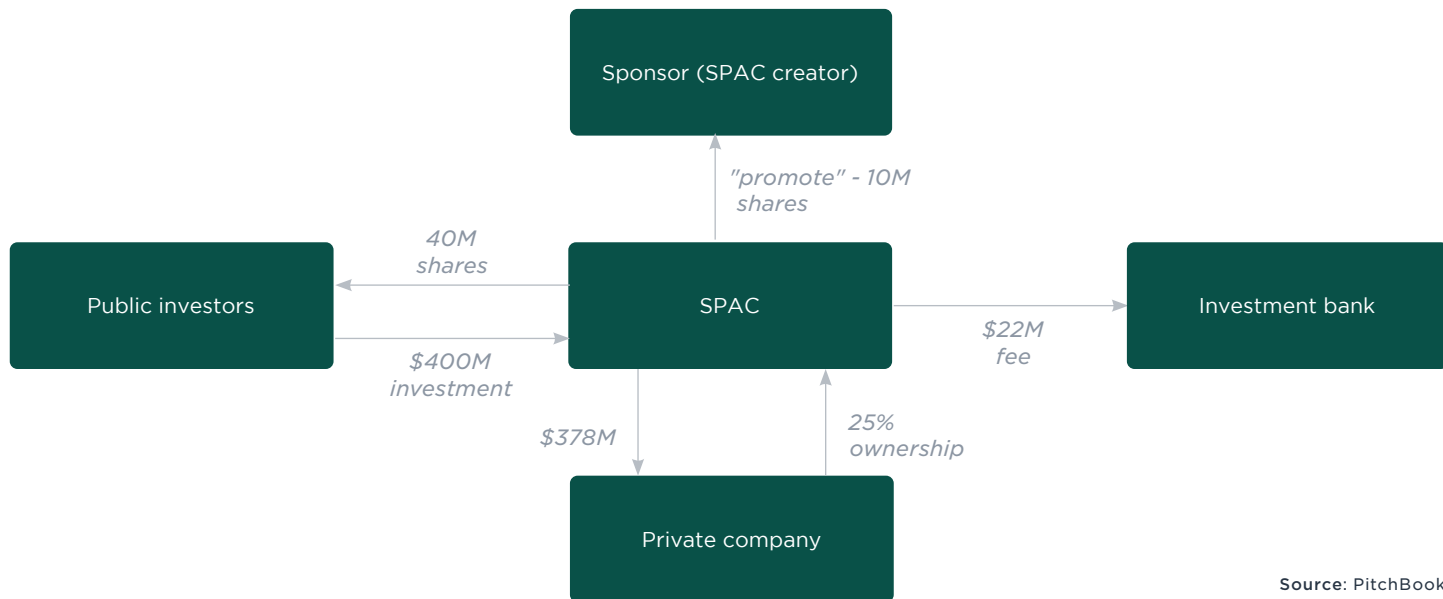 Sponsor (SPAC creator)
"promote" - 10M
shares
40M
shares
Public investors
SPAC
Investment bank
$400M
investment
$22M
fee
$378M
25%
ownership
Private company
Source: PitchBook